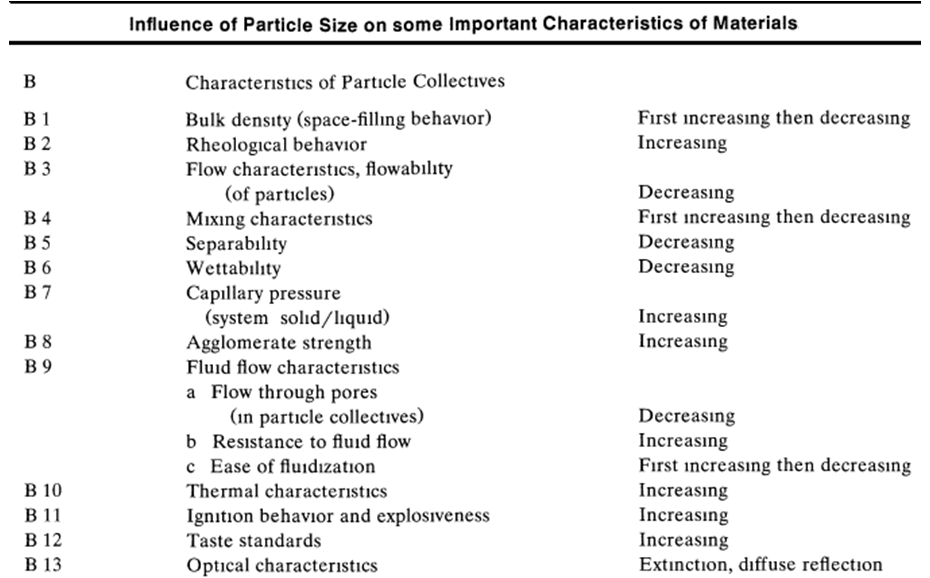 Influence of Particle Size on some Important Characteristics of Materials
B Characteristics of Particle Collectives
B 1 Bulk density (space-filling behavior) First increasing then decreasing
B 2 Rheological behavior Increasing
B 3 Flow characteristics, flowability
(of particles) Decreasing
B 4 Mixing characteristics First increasing then decreasing
B 5 Separability Decreasing
B 6 Wettability Decreasing
B 7 Capillary pressure
(system solid/liquid) Increasing
B 8 Agglomerate strength Increasing
B 9 Fluid flow characteristics
a Flow through pores
(in particle collectives) Decreasing
b Resistance to fluid flow Increasing
c Ease of fluidization First increasing then decreasing
B 10 Thermal characteristics Increasing
B 11 Ignition behavior and explosiveness Increasing
B 12 Taste standards Increasing
B 13 Optical characteristics Extinction, diffuse reflection